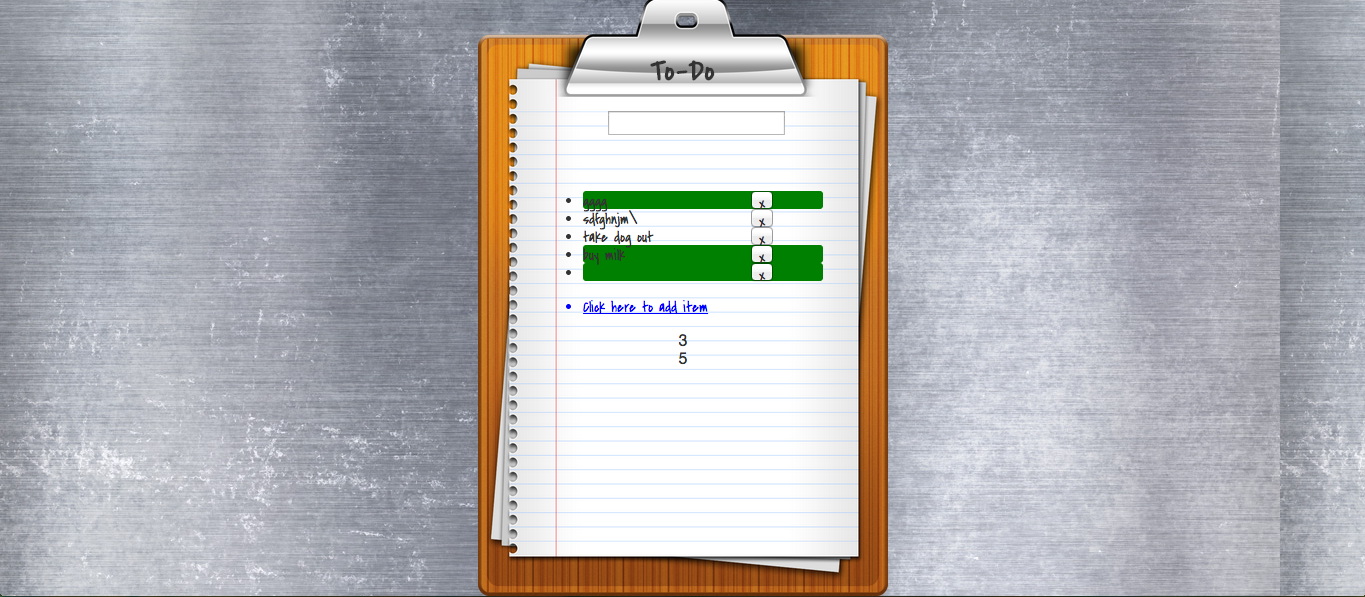 To-Do
gggg
x
sdfghnjm\
x
take dog out
x
buy milk
x
x
Click here to add item
3
5